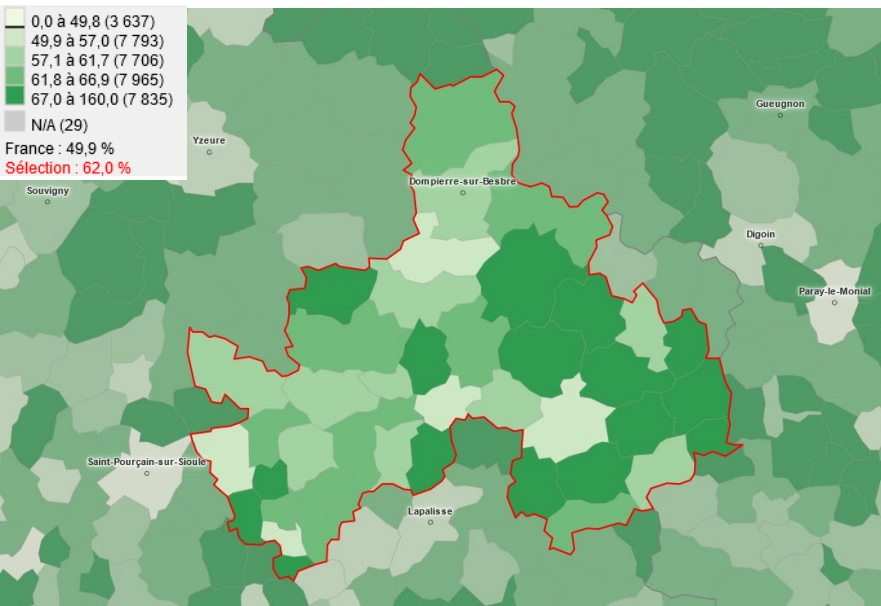 0,0 à 49,8 (3 637)
49,9 à 57,0 (7 793)
57,1 à 61,7 (7 706)
61,8 à 66,9 (7 965)
67,0 à 160,0 (7 835)
N/A (29)
France : 49,9 %
Sélection : 62,0 %
Gueugnon
Yzeure
Souvigny
Dompierre-sur-Besbre
Digoin
Paray-le-Monial
Saint-Pourçain-sur-Sioule
Lapalisse